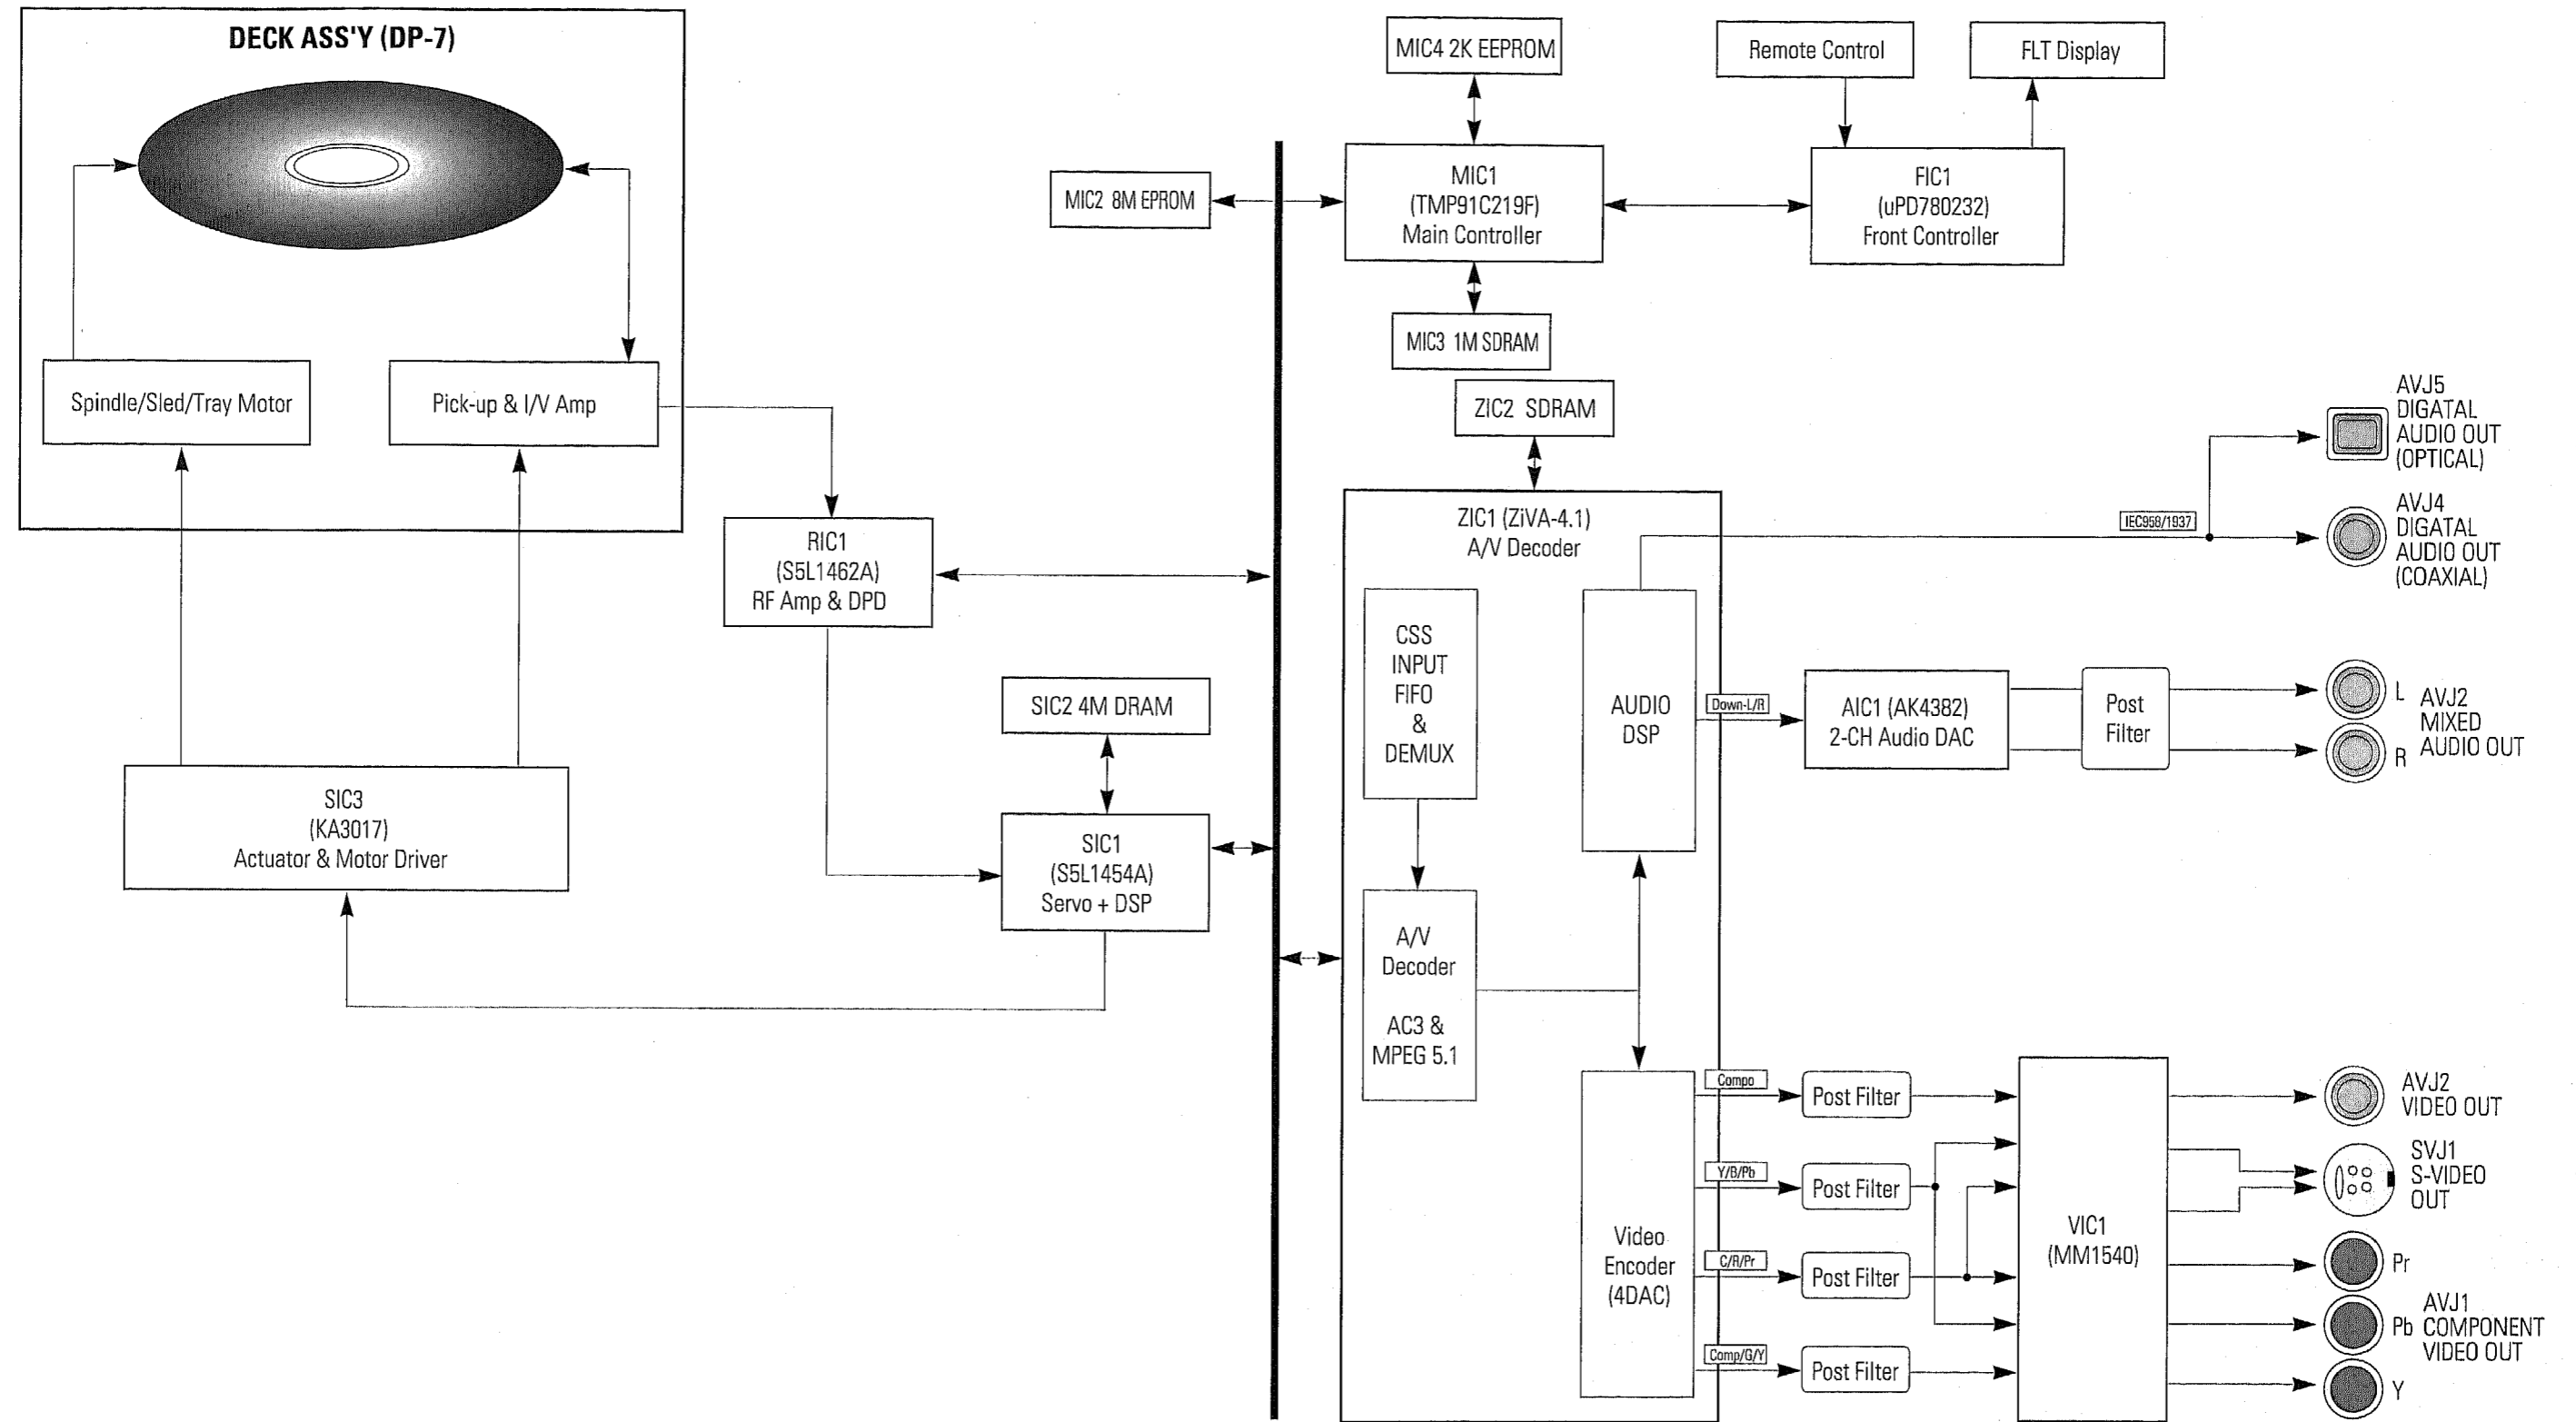 DECK ASS'Y (DP-7)
Spindle/Sled/Tray Motor
Pick-up & I/V Amp
RIC1
(S5L1462A)
RF Amp & DPD
SIC2 4M DRAM
SIC3
(KA3017)
Actuator & Motor Driver
SIC1
(S5L1454A)
Servo + DSP
MIC4 2K EEPROM
Remote Control
FLT Display
MIC2 8M EPROM
MIC1
(TMP91C219F)
Main Controller
FIC1
(uPD780232)
Front Controller
MIC3 1M SDRAM
ZIC2 SDRAM
ZIC1 (ZiVA-4.1)
A/V Decoder
CSS
INPUT
FIFO
&
DEMUX
AUDIO
DSP
A/V
Decoder
AC3 &
MPEG 5.1
Video
Encoder
(4DAC)
IEC958/1937
AVJ5
DIGATAL
AUDIO OUT
(OPTICAL)
AVJ4
DIGATAL
AUDIO OUT
(COAXIAL)
Down-L/R
AIC1 (AK4382)
2-CH Audio DAC
Post
Filter
L
R
AVJ2
MIXED
AUDIO OUT
Compo
Post Filter
Y/B/Pb
Post Filter
C/R/Pr
Post Filter
Comp/G/Y
Post Filter
VIC1
(MM1540)
AVJ2
VIDEO OUT
SVJ1
S-VIDEO
OUT
Pr
Pb
Y
AVJ1
COMPONENT
VIDEO OUT